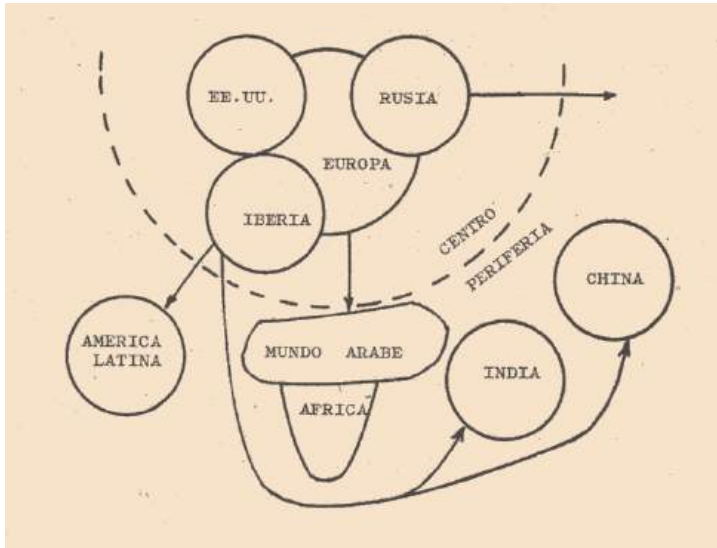 EE.UU.
RUSIA
EUROPA
IBERIA
CENTRO
PERIFERIA
CHINA
AMERICA
LATINA
MUNDO ARABE
INDIA
AFRICA